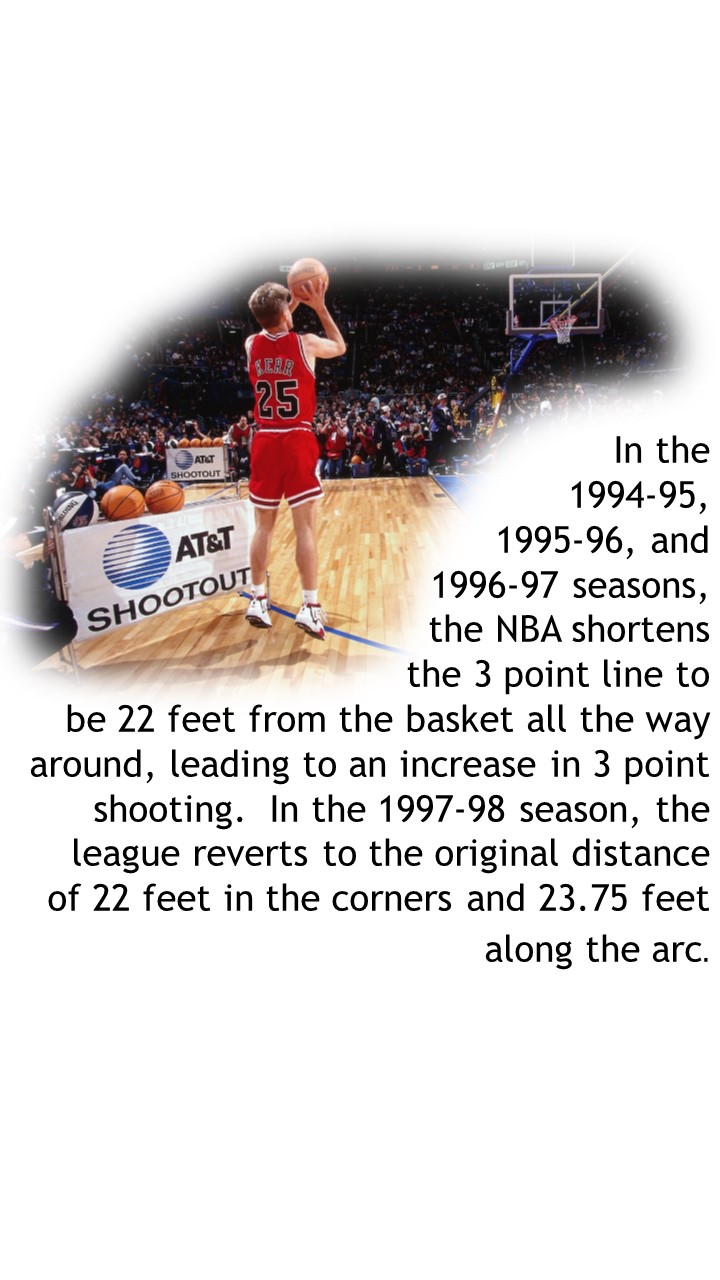 KERR
25
AT&T
SHOOTOUT
AT&T
SHOOTOUT
In the
1994-95,
1995-96, and
1996-97 seasons,
the NBA shortens
the 3 point line to
be 22 feet from the basket all the way
around, leading to an increase in 3 point
shooting.  In the 1997-98 season, the
league reverts to the original distance
of 22 feet in the corners and 23.75 feet
along the arc.